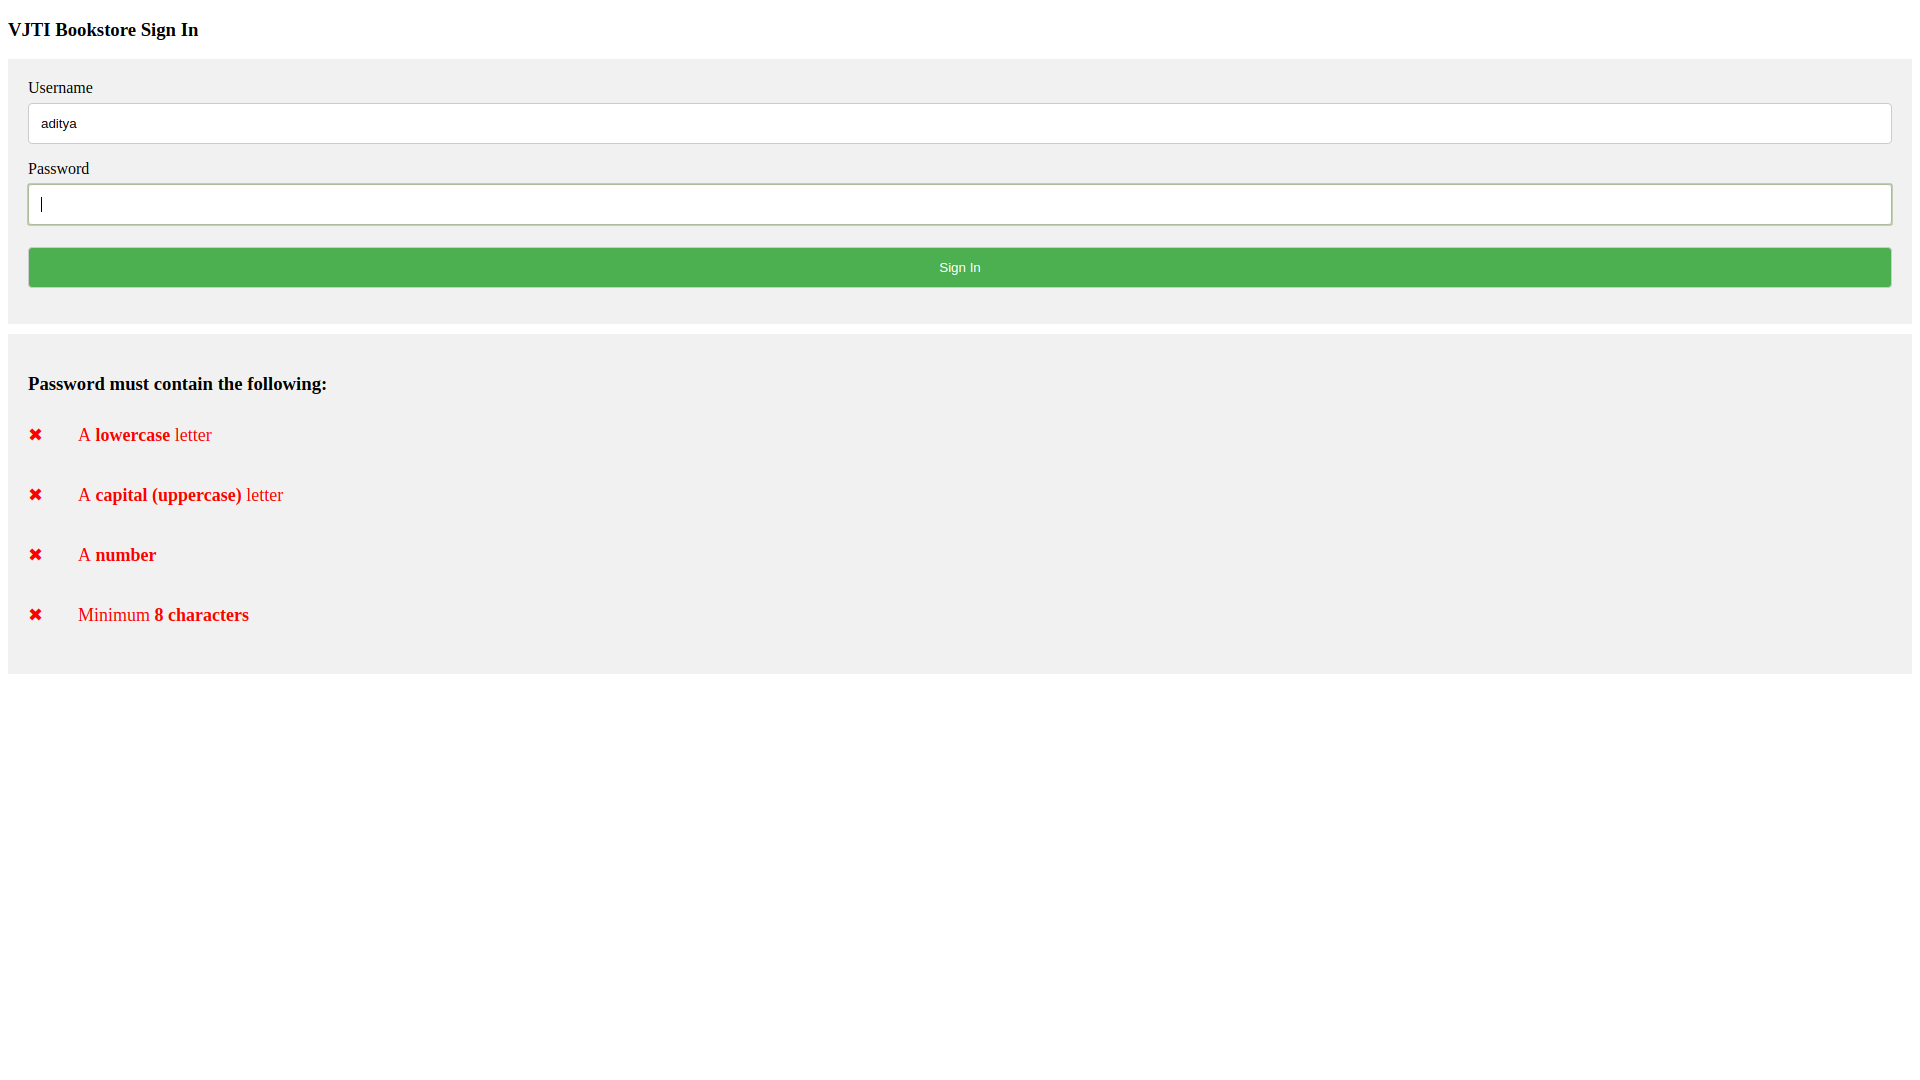 VJTI Bookstore Sign In
Username
aditya
Password
Sign In
Password must contain the following:
✖ A lowercase letter
✖ A capital (uppercase) letter
✖ A number
✖ Minimum 8 characters